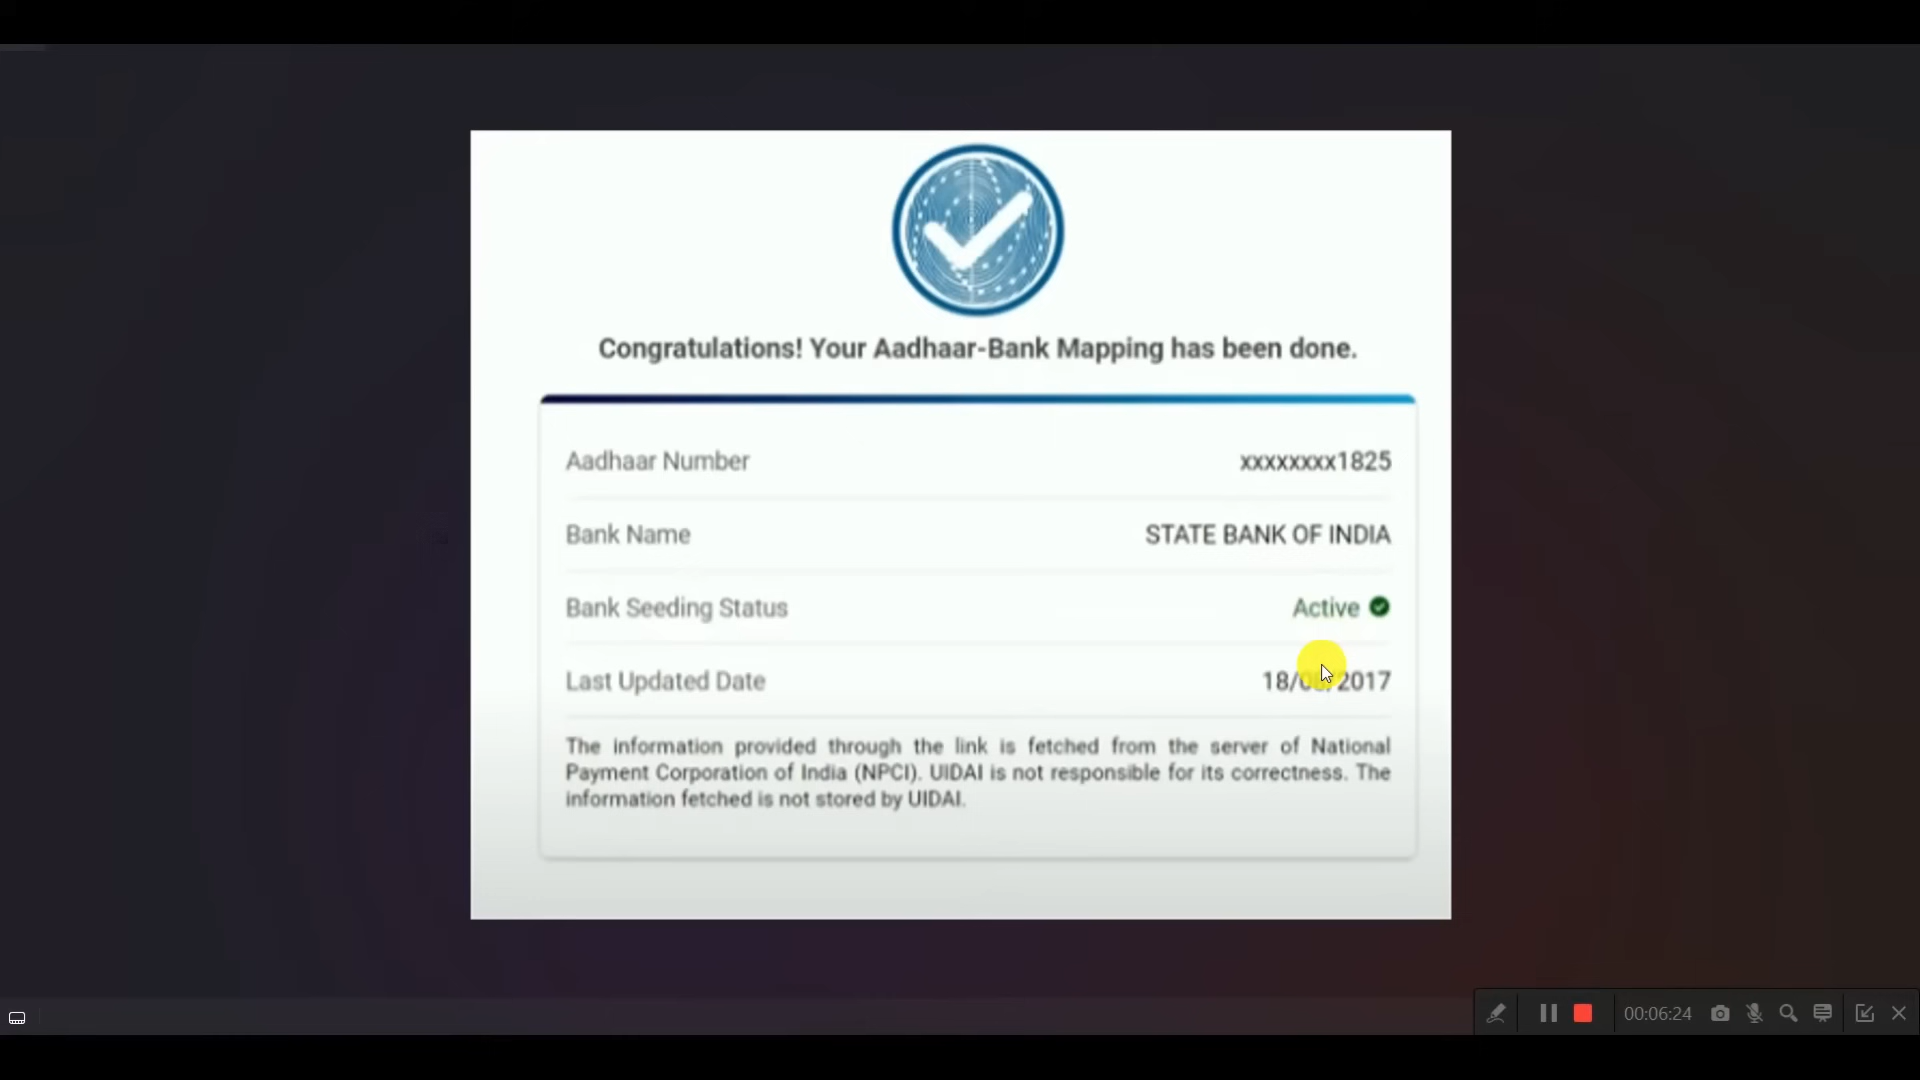 Congratulations! Your Aadhaar-Bank Mapping has been done.
Aadhaar Number xxxxxxxx1825
Bank Name STATE BANK OF INDIA
Bank Seeding Status Active
Last Updated Date
The information provided through the link is fetched from the server of National
Payment Corporation of India (NPCI). UIDAI is not responsible for its correctness. The
information fetched is not stored by UIDAI.
00:06:24